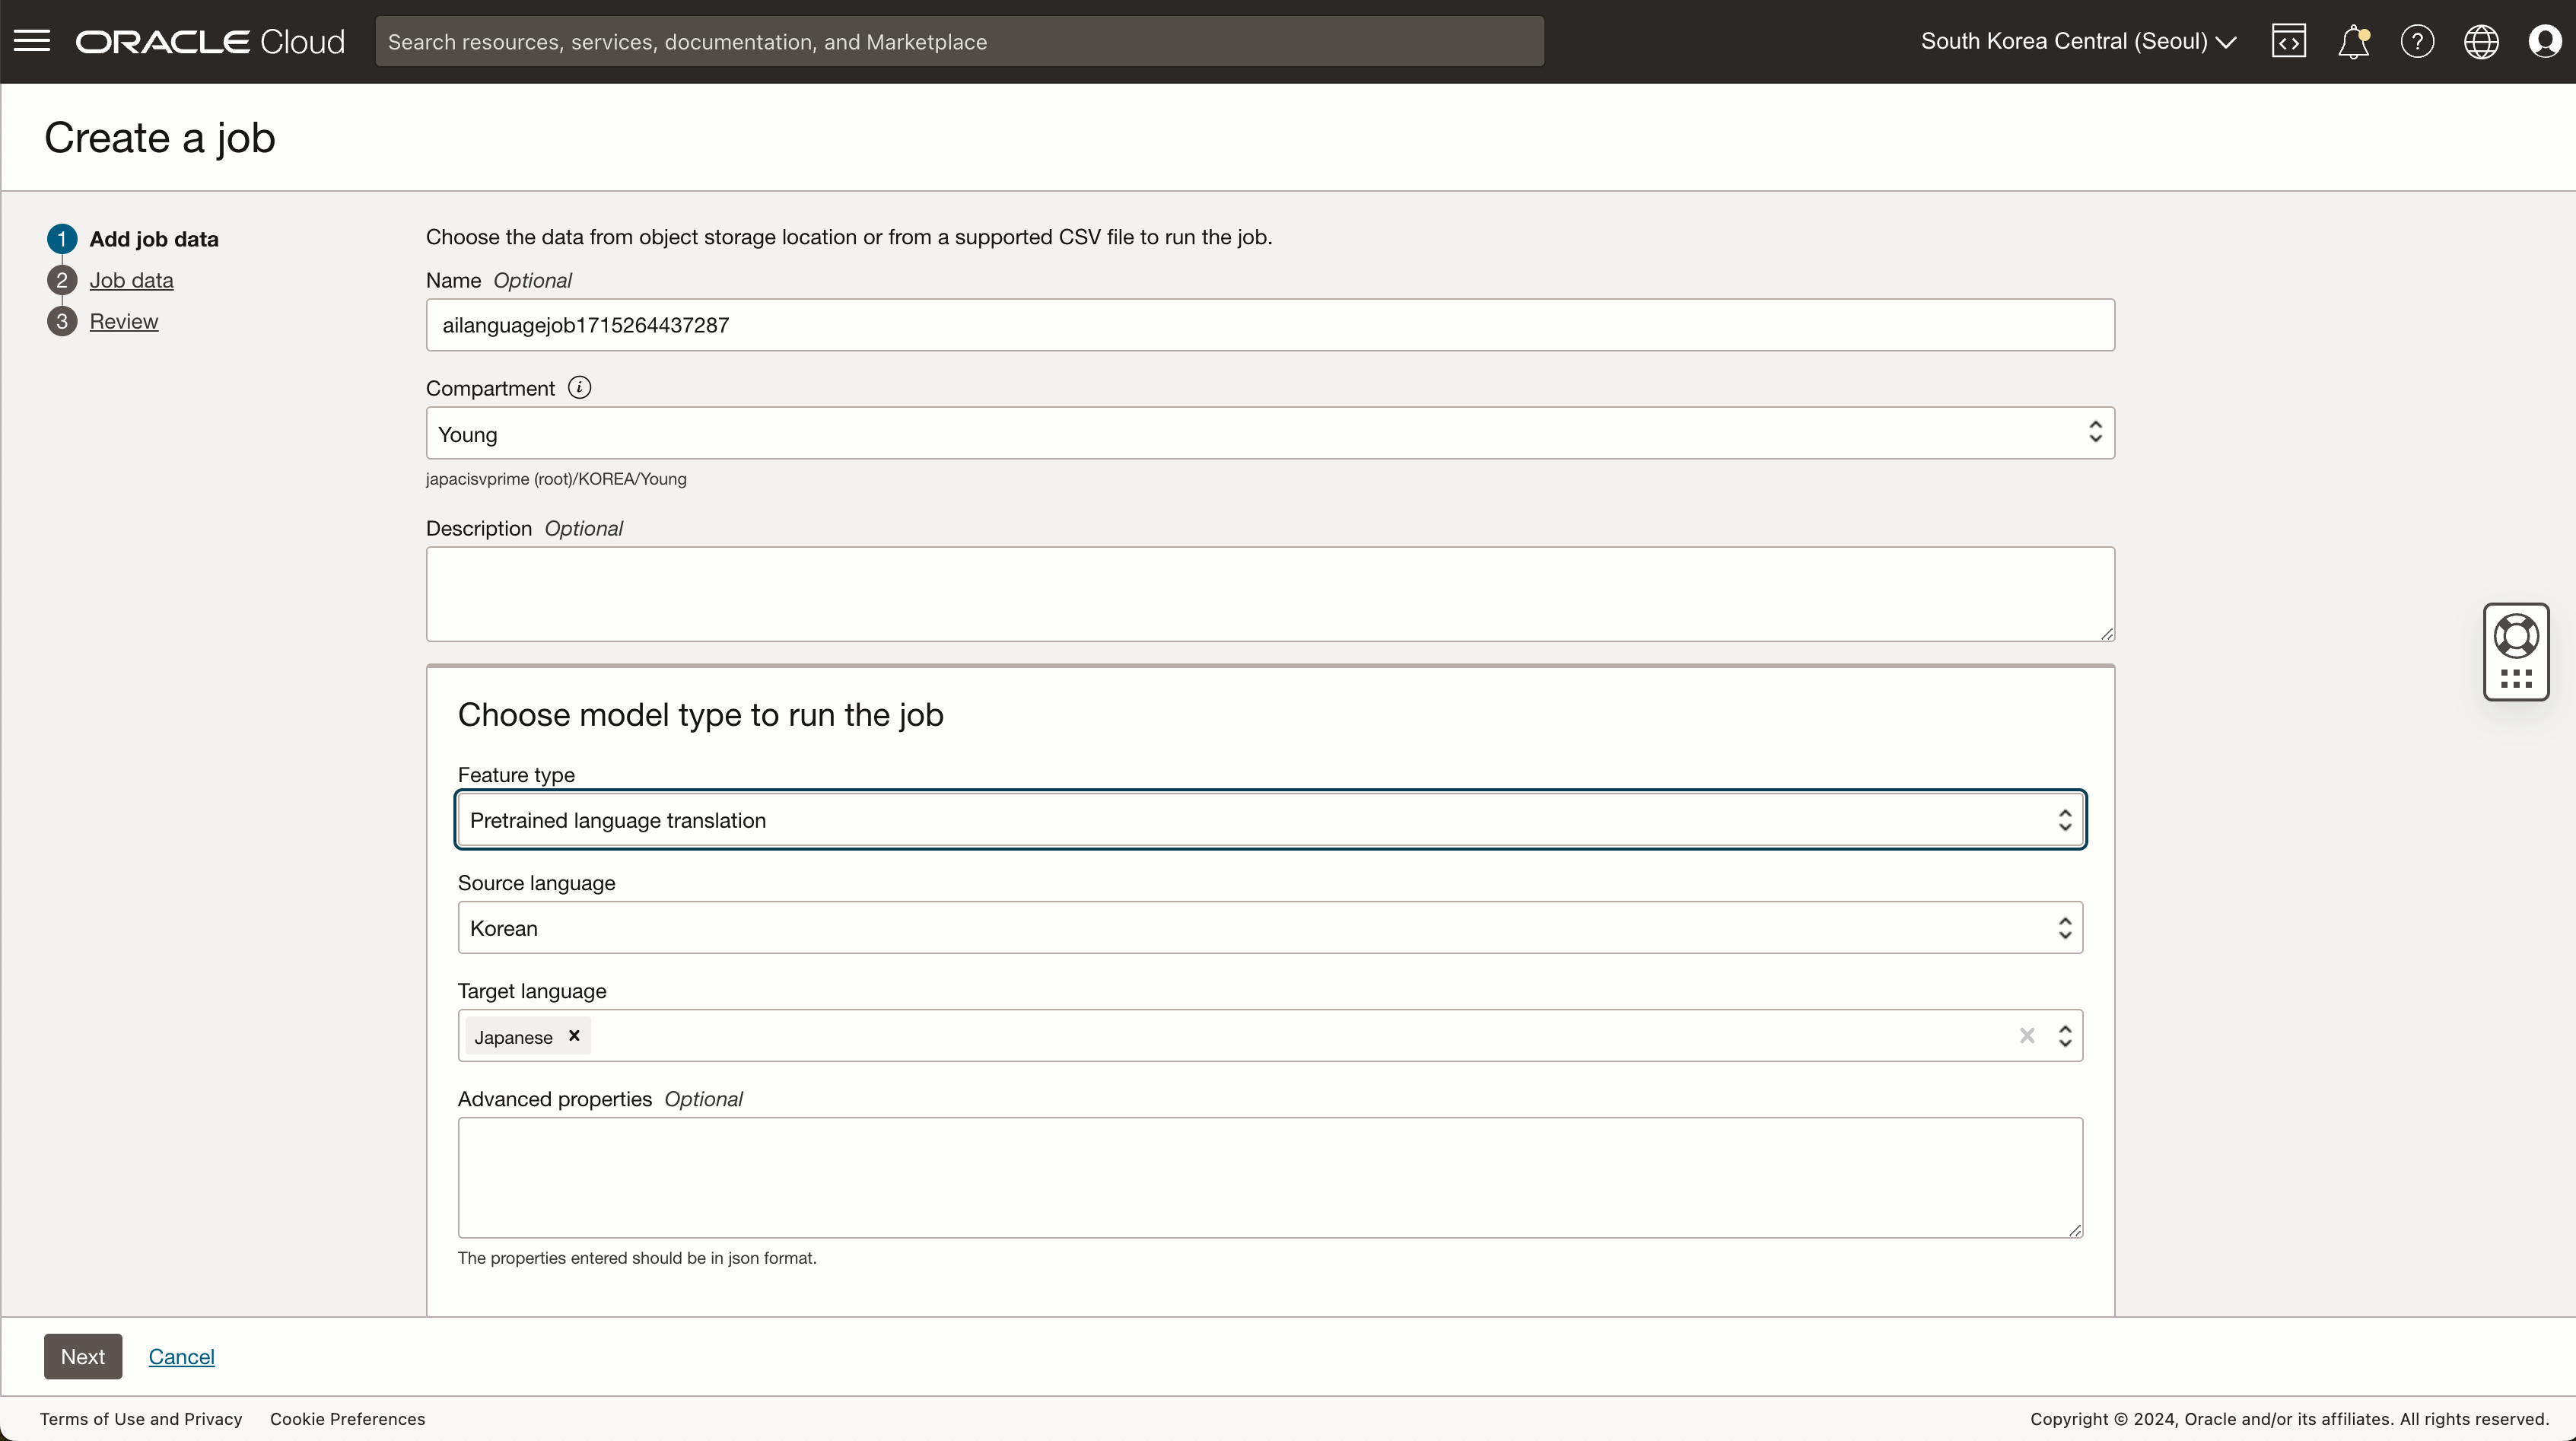 ORACLE Cloud
Search resources, services, documentation, and Marketplace
South Korea Central (Seoul)
Create a job
1 Add job data
2 Job data
3 Review
Choose the data from object storage location or from a supported CSV file to run the job.
Name Optional
ailanguagejob1715264437287
Compartment
Young
japacisvprime (root)/KOREA/Young
Description Optional
Choose model type to run the job
Feature type
Pretrained language translation
Source language
Korean
Target language
Japanese
Advanced properties Optional
The properties entered should be in json format.
Next Cancel
Terms of Use and Privacy Cookie Preferences
Copyright © 2024, Oracle and/or its affiliates. All rights reserved.